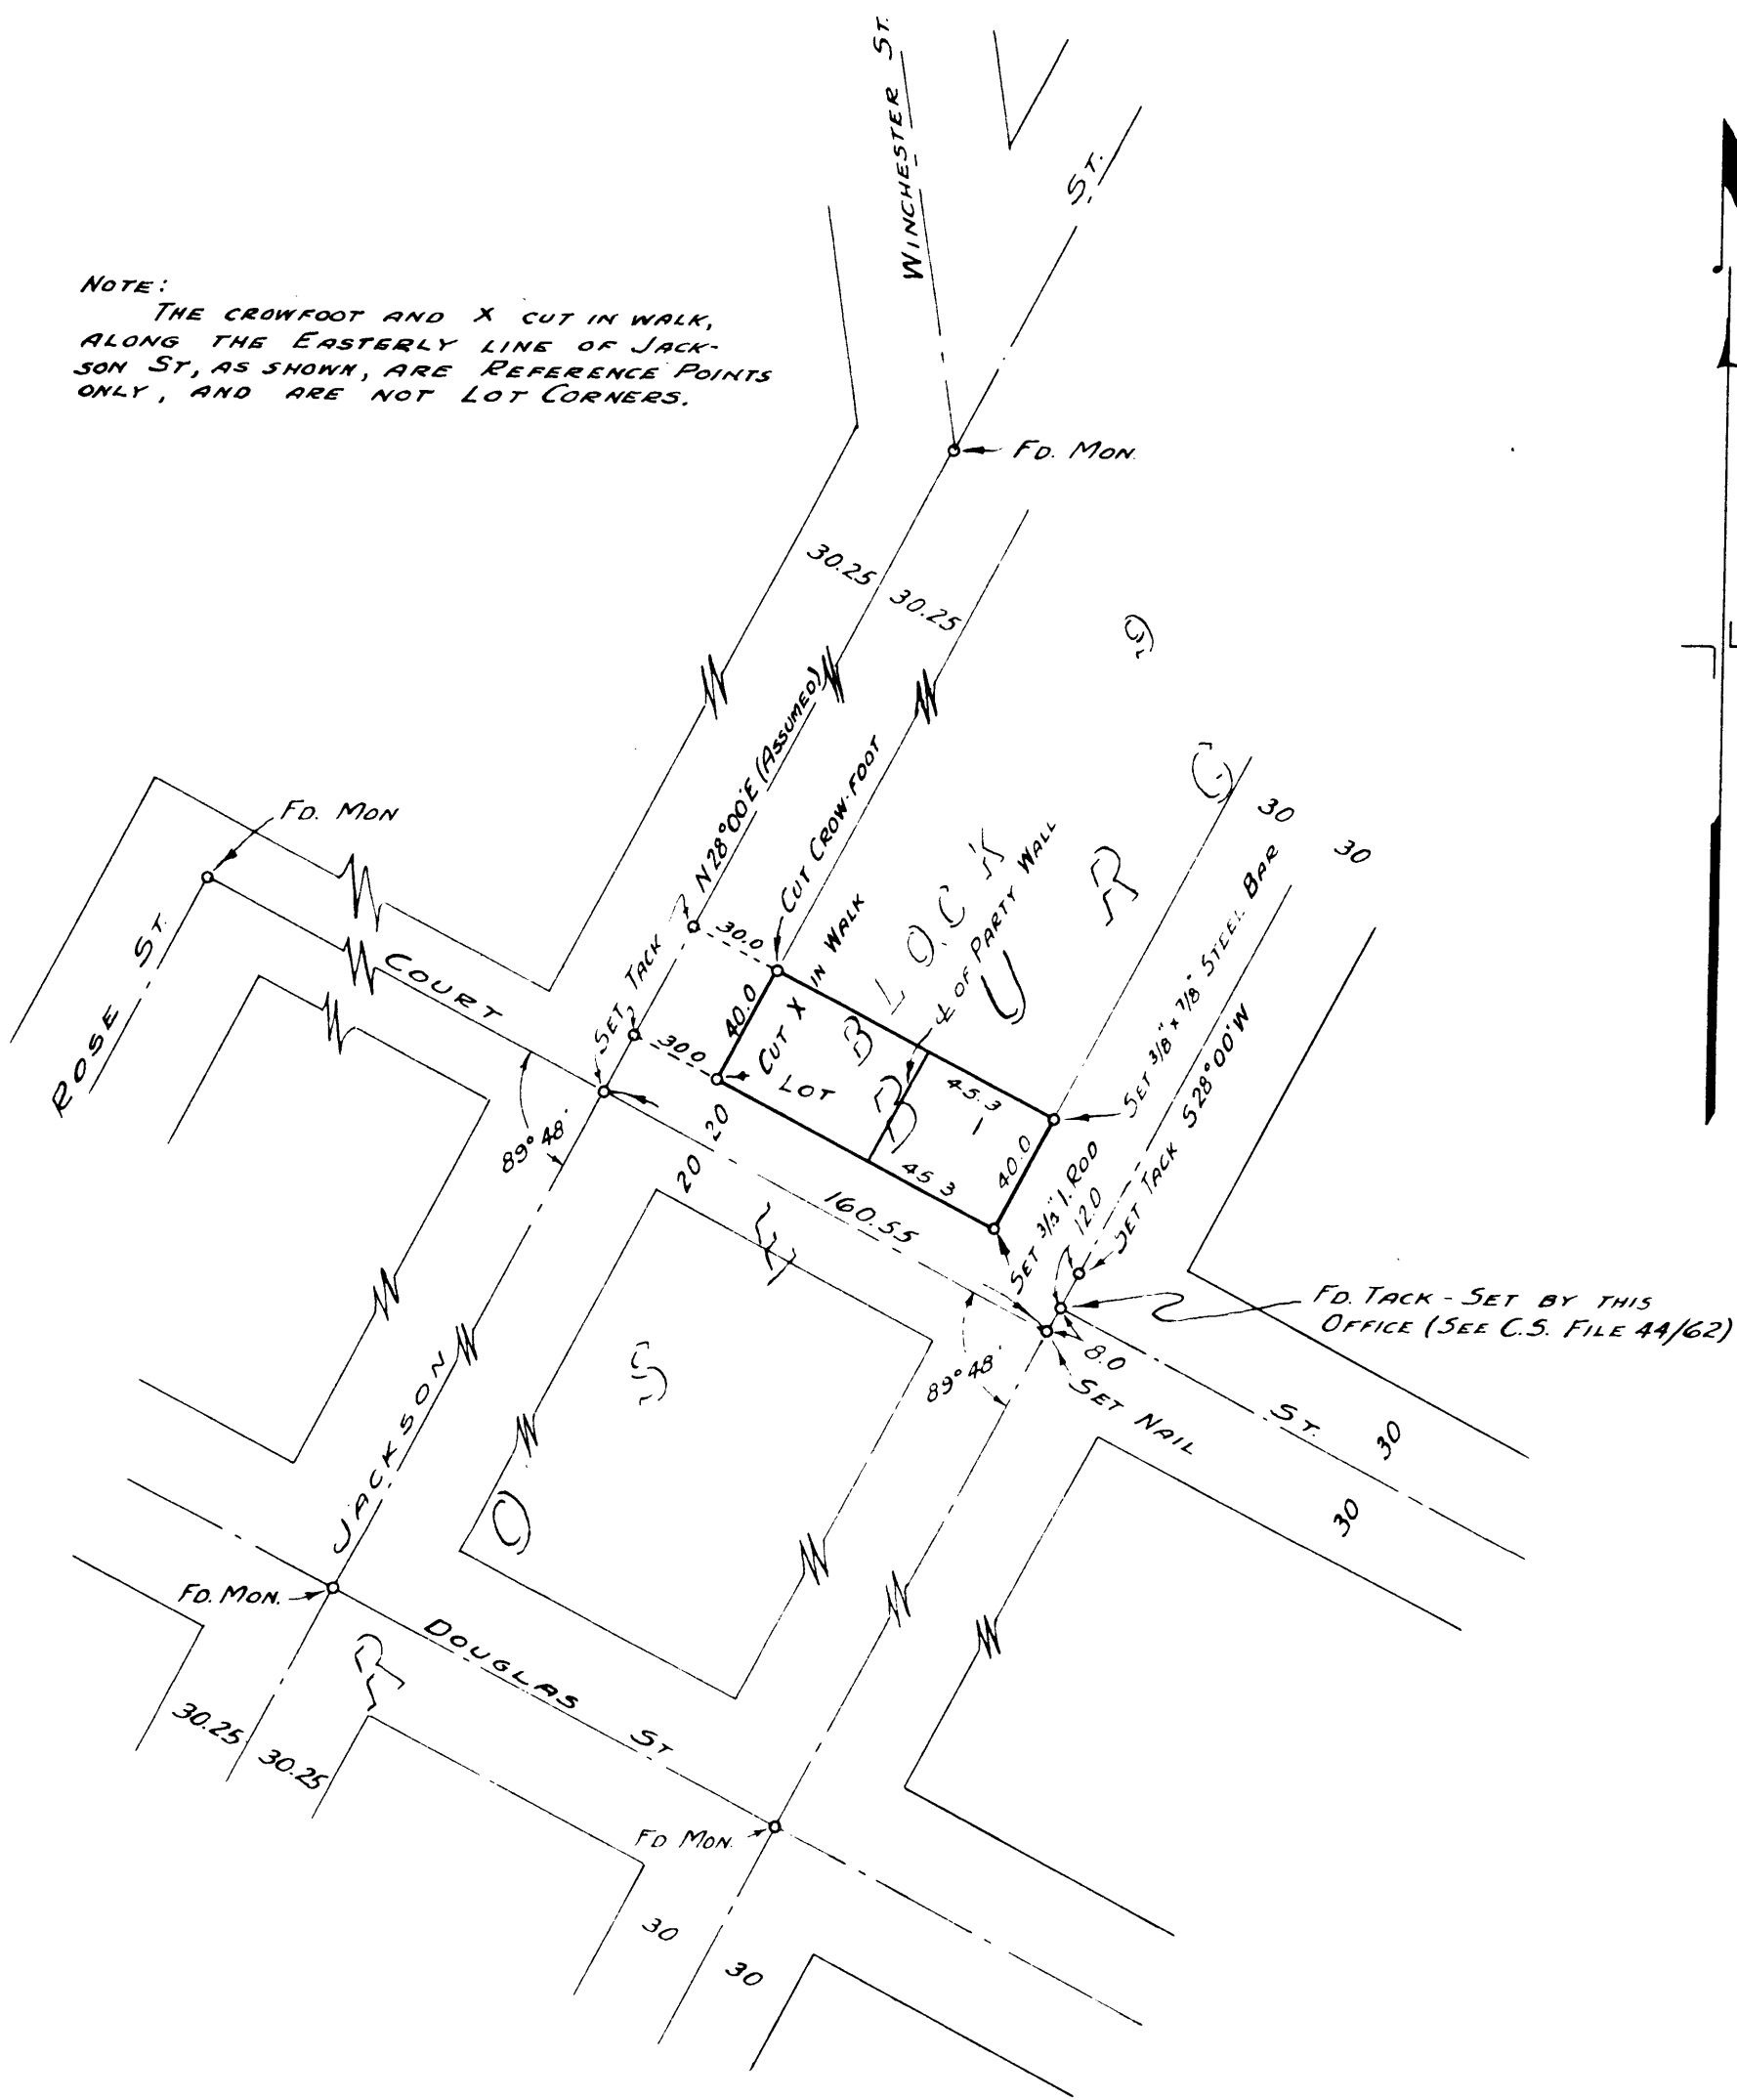 WINCHESTER ST.
ST.
NOTE:
THE CROWFOOT AND X CUT IN WALK,
ALONG THE EASTERLY LINE OF JACK-
SON ST, AS SHOWN, ARE REFERENCE POINTS
ONLY, AND ARE NOT LOT CORNERS.
FD. MON.
30.25
30.25
9
N28°00'E (ASSUMED)
CUT CROW-FOOT
FD. MON
ROSE ST.
COURT
SET TACK
30.0
40.0
30.0
CUT X IN WALK
LOT
1
BLOCK
℄ OF PARTY WALL
45.3
45.3
40.0
30
30
SET 3/8" x 7/8" STEEL BAR
S28°00'W
SET TACK
12.0
I. ROD
89°48'
20
20
160.55
FD. TACK - SET BY THIS
OFFICE (SEE C.S. FILE 44/62)
8.0
89°48'
SET NAIL
ST.
30
30
JACKSON
O S E B U R G
FD. MON.
DOUGLAS ST
30.25
30.25
FD MON.
30
30